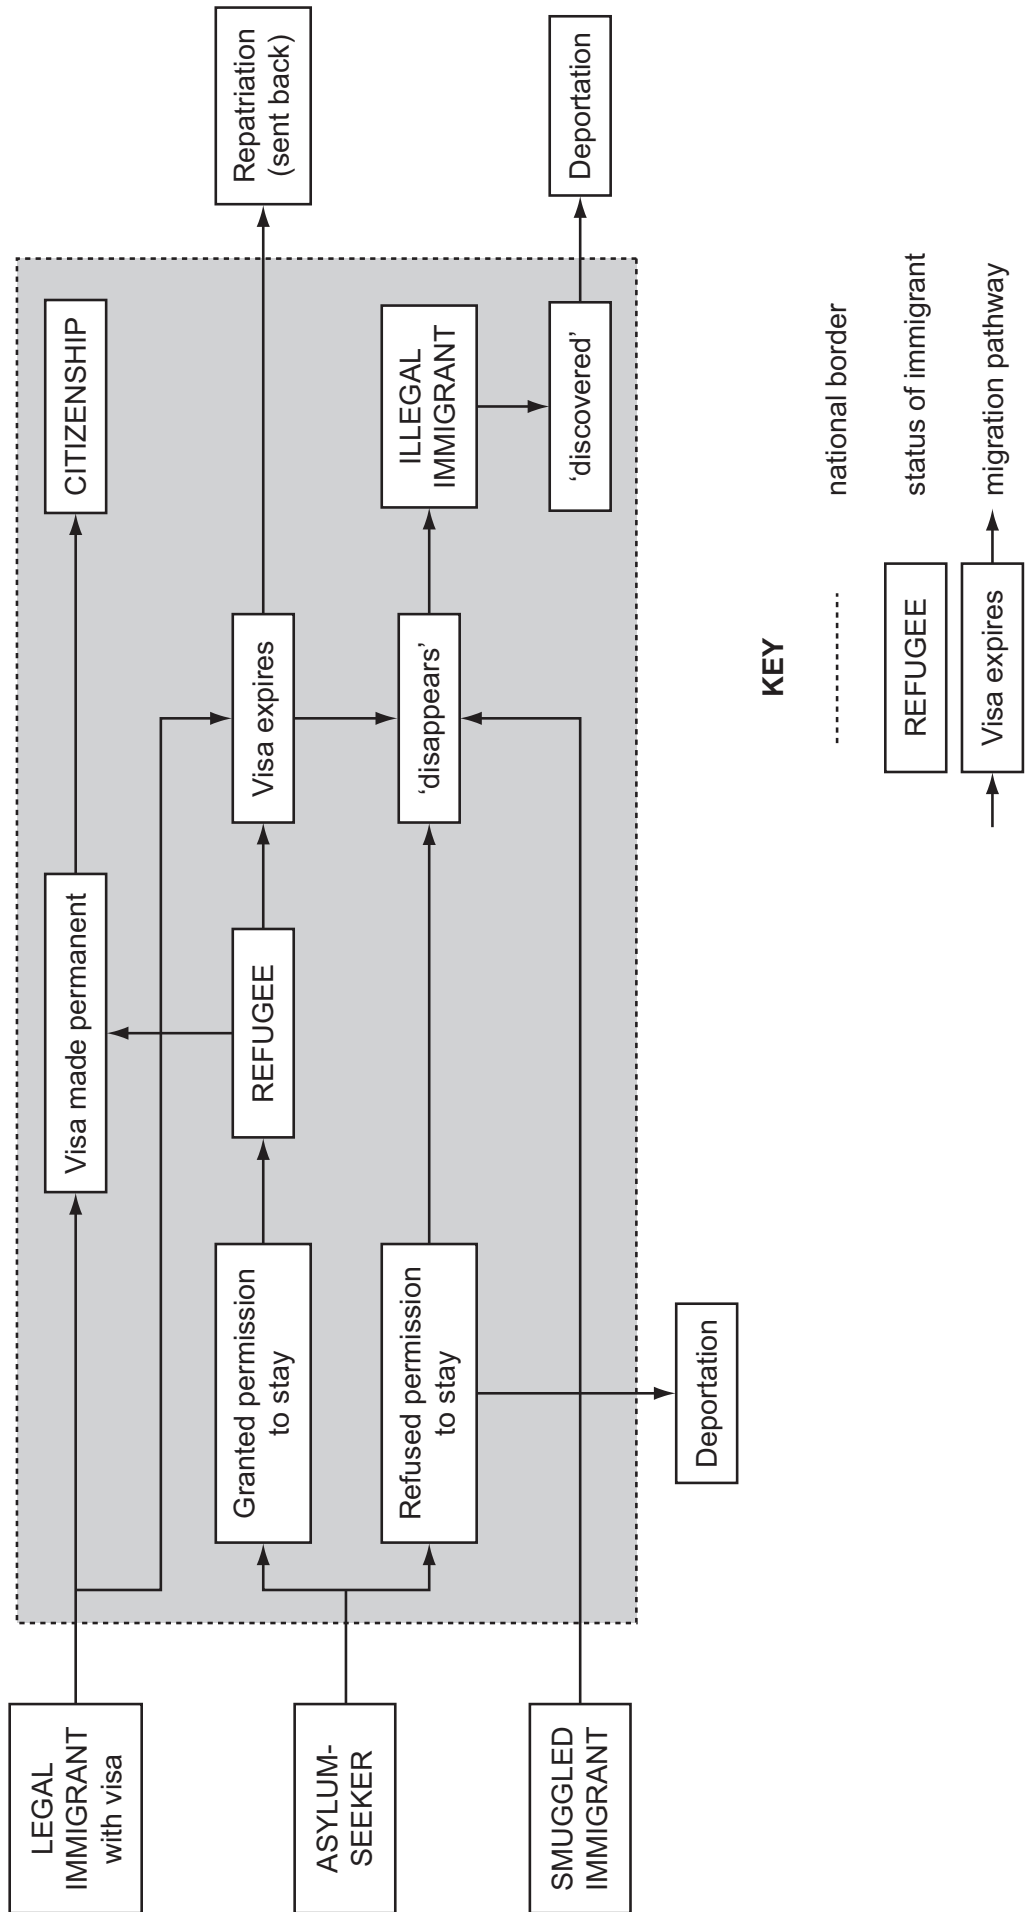 LEGAL
IMMIGRANT
with visa
Visa made permanent
CITIZENSHIP
ASYLUM-
SEEKER
Granted permission
to stay
REFUGEE
Visa expires
Repatriation
(sent back)
Refused permission
to stay
‘disappears’
ILLEGAL
IMMIGRANT
SMUGGLED
IMMIGRANT
‘discovered’
Deportation
Deportation
KEY
national border
REFUGEE
status of immigrant
Visa expires
migration pathway